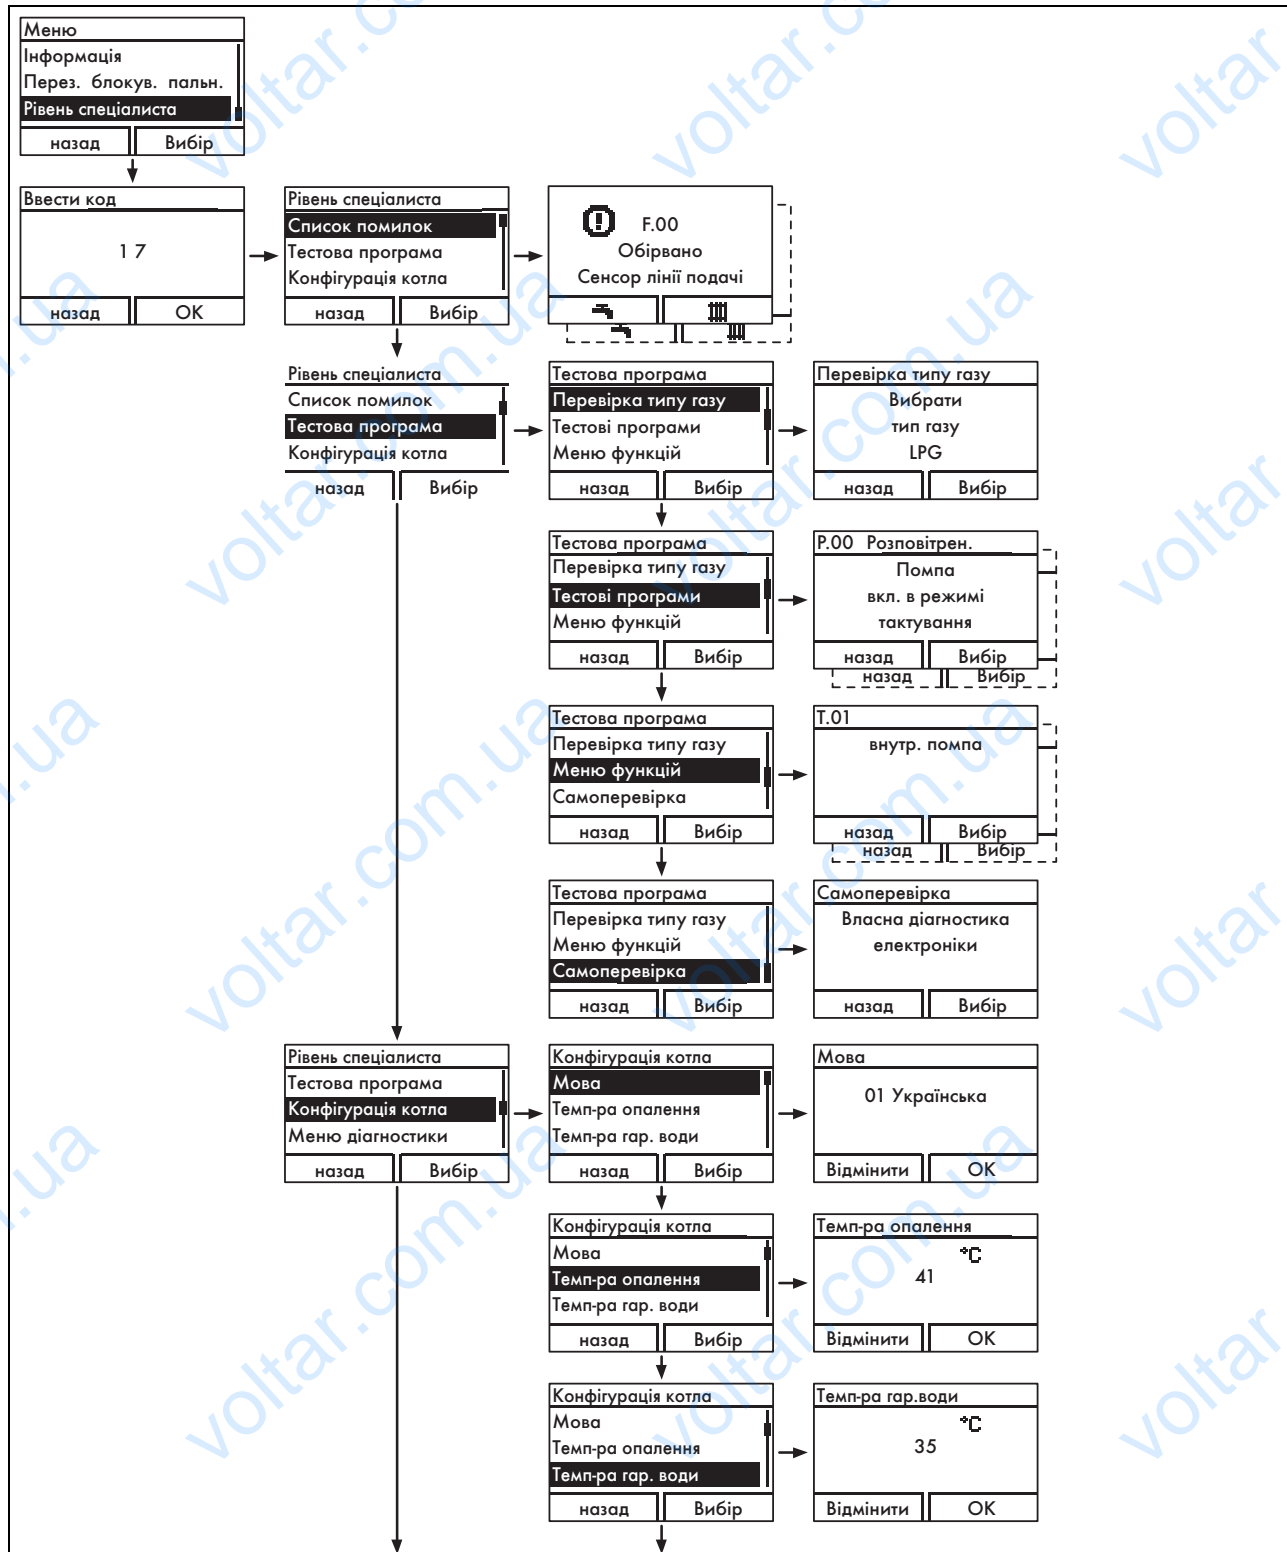 Меню
Інформація
Перез. блокув. пальн.
Рівень спеціалиста
назад Вибір
Ввести код
1 7
назад OK
Рівень спеціалиста
Список помилок
Тестова програма
Конфігурація котла
назад Вибір
F.00
Обірвано
Сенсор лінії подачі
Рівень спеціалиста
Список помилок
Тестова програма
Конфігурація котла
назад Вибір
Тестова програма
Перевірка типу газу
Тестові програми
Меню функцій
назад Вибір
Перевірка типу газу
Вибрати
тип газу
LPG
назад Вибір
Тестова програма
Перевірка типу газу
Тестові програми
Меню функцій
назад Вибір
P.00 Розповітрен.
Помпа
вкл. в режимі
тактування
назад Вибір
назад Вибір
Тестова програма
Перевірка типу газу
Меню функцій
Самоперевірка
назад Вибір
T.01
внутр. помпа
назад Вибір
назад Вибір
Тестова програма
Перевірка типу газу
Меню функцій
Самоперевірка
назад Вибір
Самоперевірка
Власна діагностика
електроніки
назад Вибір
Рівень спеціалиста
Тестова програма
Конфігурація котла
Меню діагностики
назад Вибір
Конфігурація котла
Мова
Темп-ра опалення
Темп-ра гар. води
назад Вибір
Мова
01 Українська
Відмінити OK
Конфігурація котла
Мова
Темп-ра опалення
Темп-ра гар. води
назад Вибір
Темп-ра опалення
°C
41
Відмінити OK
Конфігурація котла
Мова
Темп-ра опалення
Темп-ра гар. води
назад Вибір
Темп-ра гар.води
°C
35
Відмінити OK
voltar.com.ua